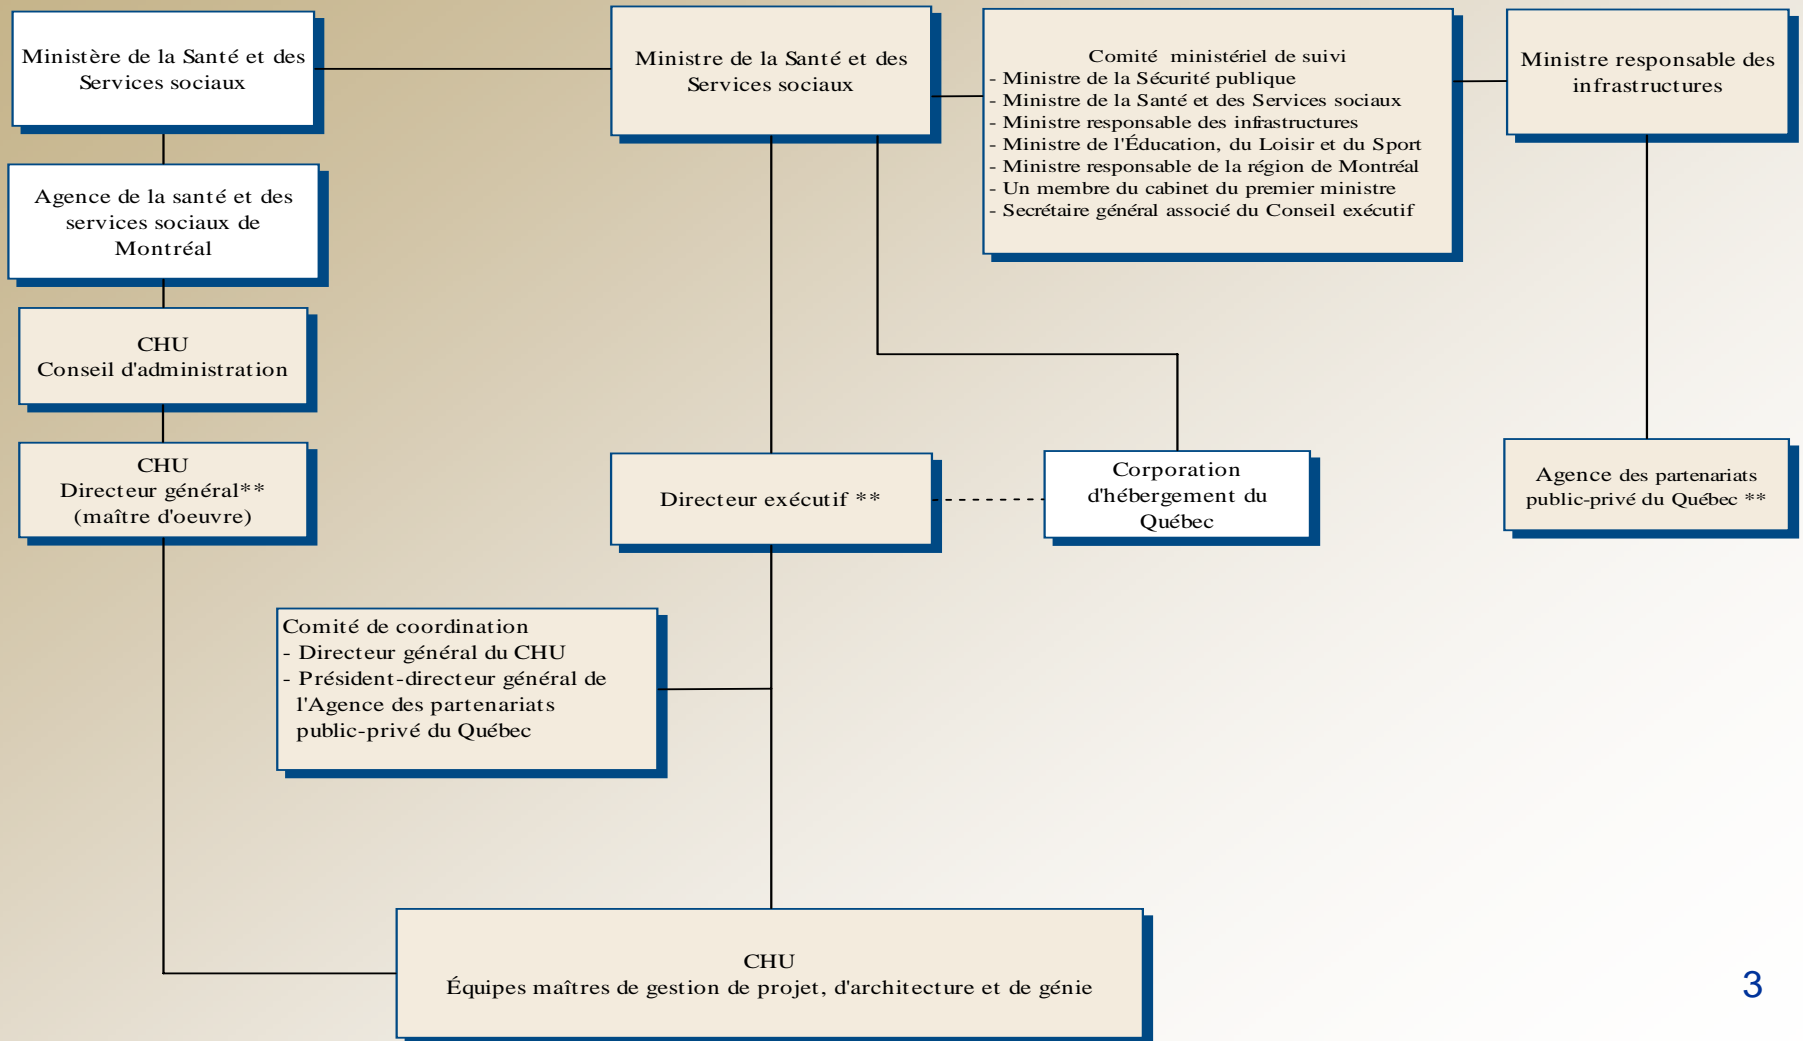 Ministère de la Santé et des
Services sociaux
Ministre de la Santé et des
Services sociaux
Comité ministériel de suivi
- Ministre de la Sécurité publique
- Ministre de la Santé et des Services sociaux
- Ministre responsable des infrastructures
- Ministre de l'Éducation, du Loisir et du Sport
- Ministre responsable de la région de Montréal
- Un membre du cabinet du premier ministre
- Secrétaire général associé du Conseil exécutif
Ministre responsable des
infrastructures
Agence de la santé et des
services sociaux de
Montréal
CHU
Conseil d'administration
CHU
Directeur général**
(maître d'oeuvre)
Directeur exécutif **
Corporation
d'hébergement du
Québec
Agence des partenariats
public-privé du Québec **
Comité de coordination
- Directeur général du CHU
- Président-directeur général de
l'Agence des partenariats
public-privé du Québec
CHU
Équipes maîtres de gestion de projet, d'architecture et de génie
3